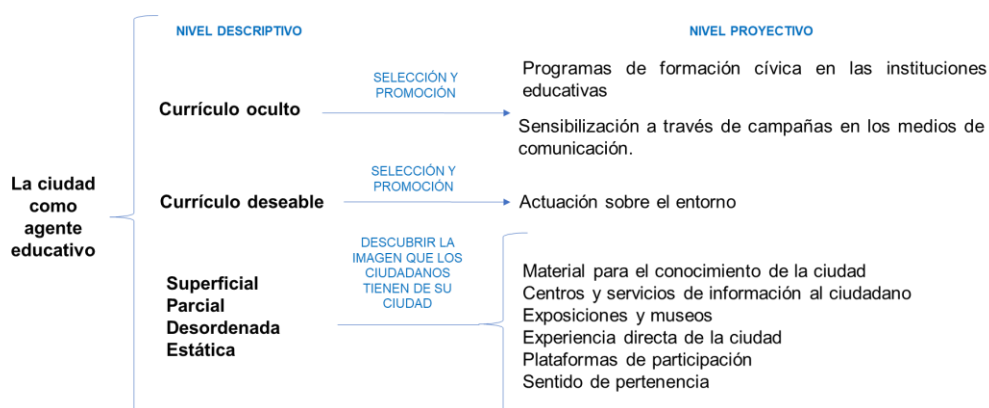 NIVEL DESCRIPTIVO
NIVEL PROYECTIVO
La ciudad
como
agente
educativo
Currículo oculto
SELECCIÓN Y
PROMOCIÓN
Programas de formación cívica en las instituciones
educativas
Sensibilización a través de campañas en los medios de
comunicación.
Currículo deseable
SELECCIÓN Y
PROMOCIÓN
Actuación sobre el entorno
Superficial
Parcial
Desordenada
Estática
DESCUBRIR LA
IMAGEN QUE LOS
CIUDADANOS
TIENEN DE SU
CIUDAD
Material para el conocimiento de la ciudad
Centros y servicios de información al ciudadano
Exposiciones y museos
Experiencia directa de la ciudad
Plataformas de participación
Sentido de pertenencia